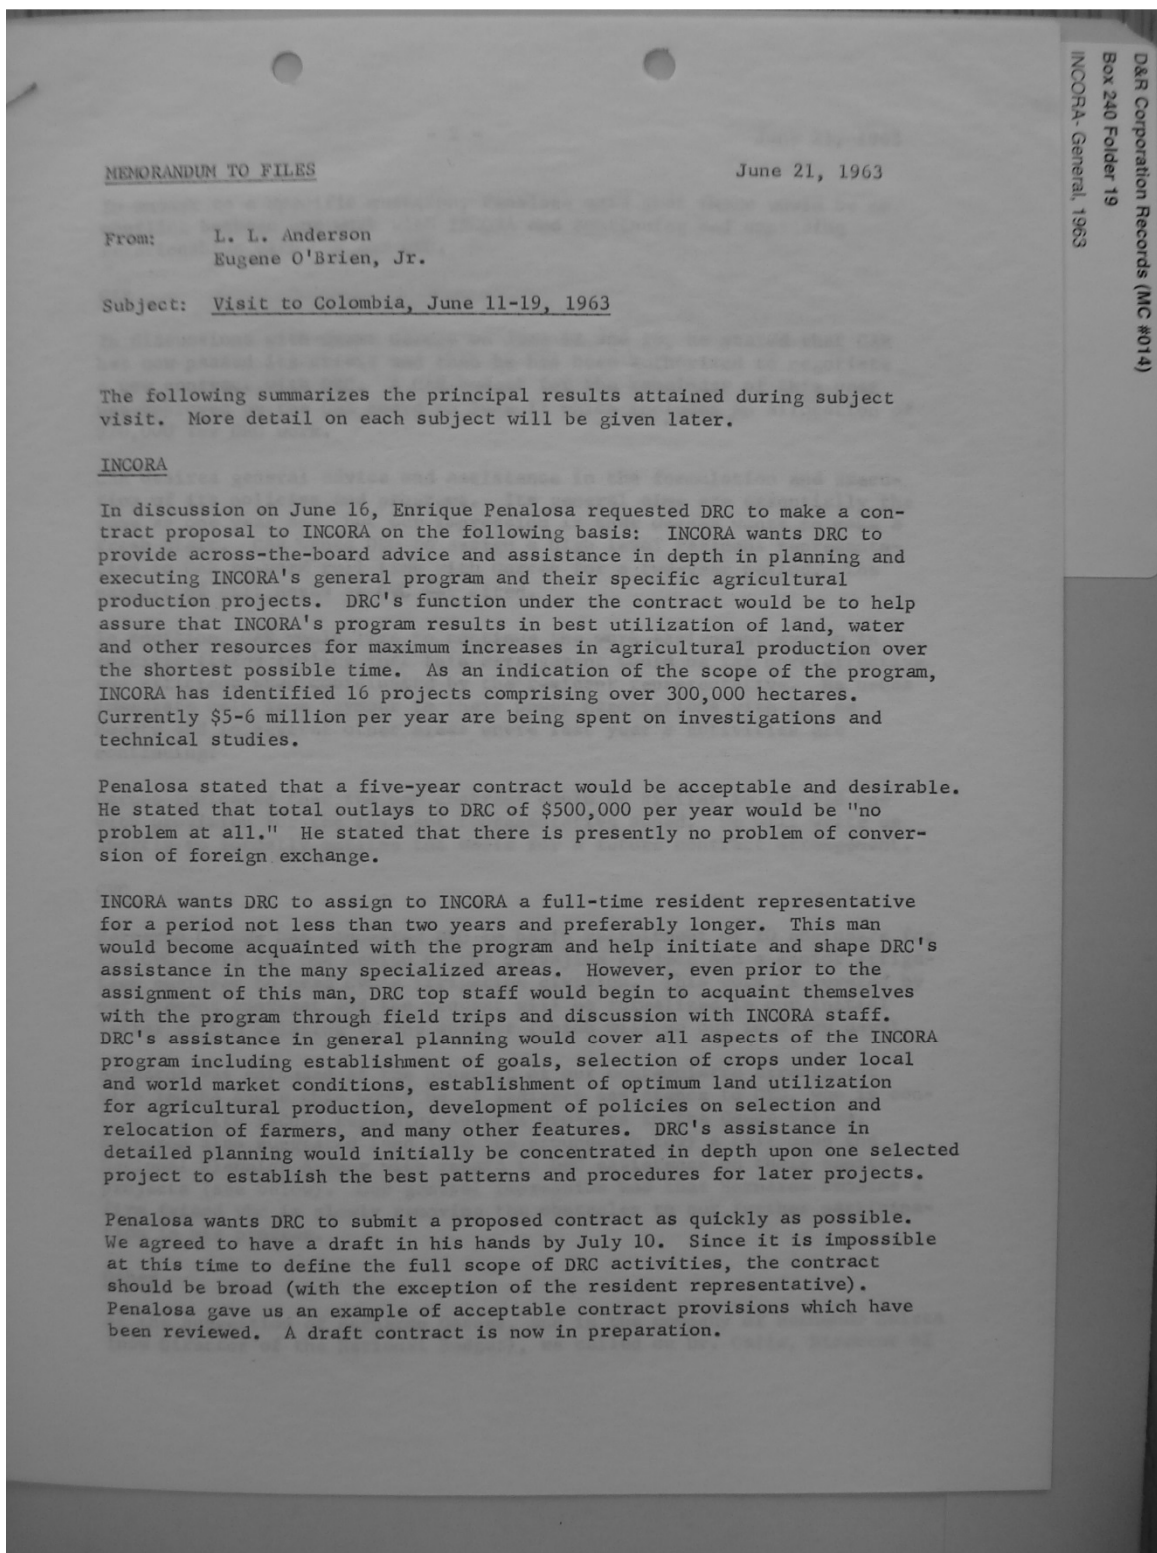 D&R Corporation Records (MC #014)
Box 240 Folder 19
INCORA- General, 1963
MEMORANDUM TO FILES
June 21, 1963
From: L. L. Anderson
Eugene O'Brien, Jr.
Subject: Visit to Colombia, June 11-19, 1963
The following summarizes the principal results attained during subject
visit. More detail on each subject will be given later.
INCORA
In discussion on June 16, Enrique Penalosa requested DRC to make a con-
tract proposal to INCORA on the following basis: INCORA wants DRC to
provide across-the-board advice and assistance in depth in planning and
executing INCORA's general program and their specific agricultural
production projects. DRC's function under the contract would be to help
assure that INCORA's program results in best utilization of land, water
and other resources for maximum increases in agricultural production over
the shortest possible time. As an indication of the scope of the program,
INCORA has identified 16 projects comprising over 300,000 hectares.
Currently $5-6 million per year are being spent on investigations and
technical studies.
Penalosa stated that a five-year contract would be acceptable and desirable.
He stated that total outlays to DRC of $500,000 per year would be "no
problem at all." He stated that there is presently no problem of conver-
sion of foreign exchange.
INCORA wants DRC to assign to INCORA a full-time resident representative
for a period not less than two years and preferably longer. This man
would become acquainted with the program and help initiate and shape DRC's
assistance in the many specialized areas. However, even prior to the
assignment of this man, DRC top staff would begin to acquaint themselves
with the program through field trips and discussion with INCORA staff.
DRC's assistance in general planning would cover all aspects of the INCORA
program including establishment of goals, selection of crops under local
and world market conditions, establishment of optimum land utilization
for agricultural production, development of policies on selection and
relocation of farmers, and many other features. DRC's assistance in
detailed planning would initially be concentrated in depth upon one selected
project to establish the best patterns and procedures for later projects.
Penalosa wants DRC to submit a proposed contract as quickly as possible.
We agreed to have a draft in his hands by July 10. Since it is impossible
at this time to define the full scope of DRC activities, the contract
should be broad (with the exception of the resident representative).
Penalosa gave us an example of acceptable contract provisions which have
been reviewed. A draft contract is now in preparation.